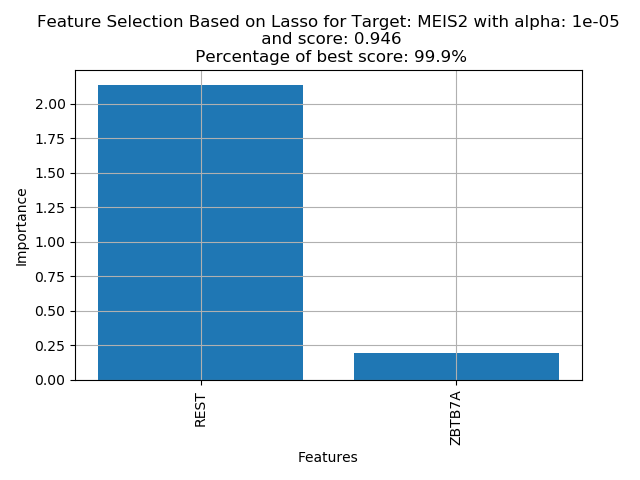 Feature Selection Based on Lasso for Target: MEIS2 with alpha: 1e-05
and score: 0.946
Percentage of best score: 99.9%
2.00
1.75
1.50
1.25
1.00
0.75
0.50
0.25
0.00
Importance
REST
ZBTB7A
Features